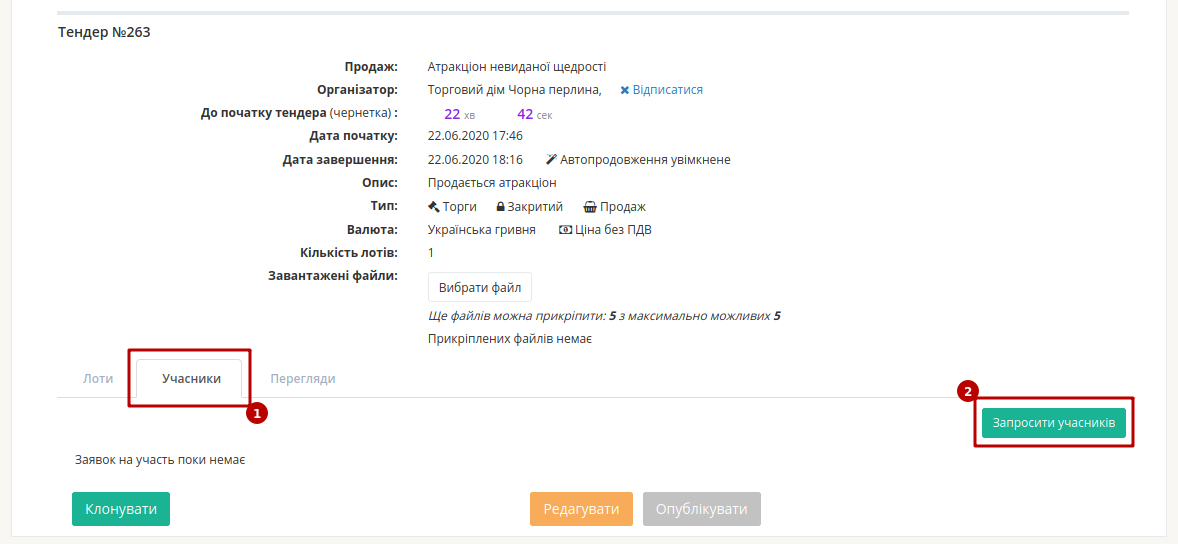 Тендер №263
Продаж: Атракціон невиданої щедрості
Організатор: Торговий дім Чорна перлина, Відписатися
До початку тендера (чернетка) : 22 хв 42 сек
Дата початку: 22.06.2020 17:46
Дата завершення: 22.06.2020 18:16 Автопродовження увімкнене
Опис: Продається атракціон
Тип: Торги Закритий Продаж
Валюта: Українська гривня Ціна без ПДВ
Кількість лотів: 1
Завантажені файли:
Вибрати файл
Ще файлів можна прикріпити: 5 з максимально можливих 5
Прикріплених файлів немає
Лоти Учасники Перегляди
1
2
Запросити учасників
Заявок на участь поки немає
Клонувати Редагувати Опублікувати